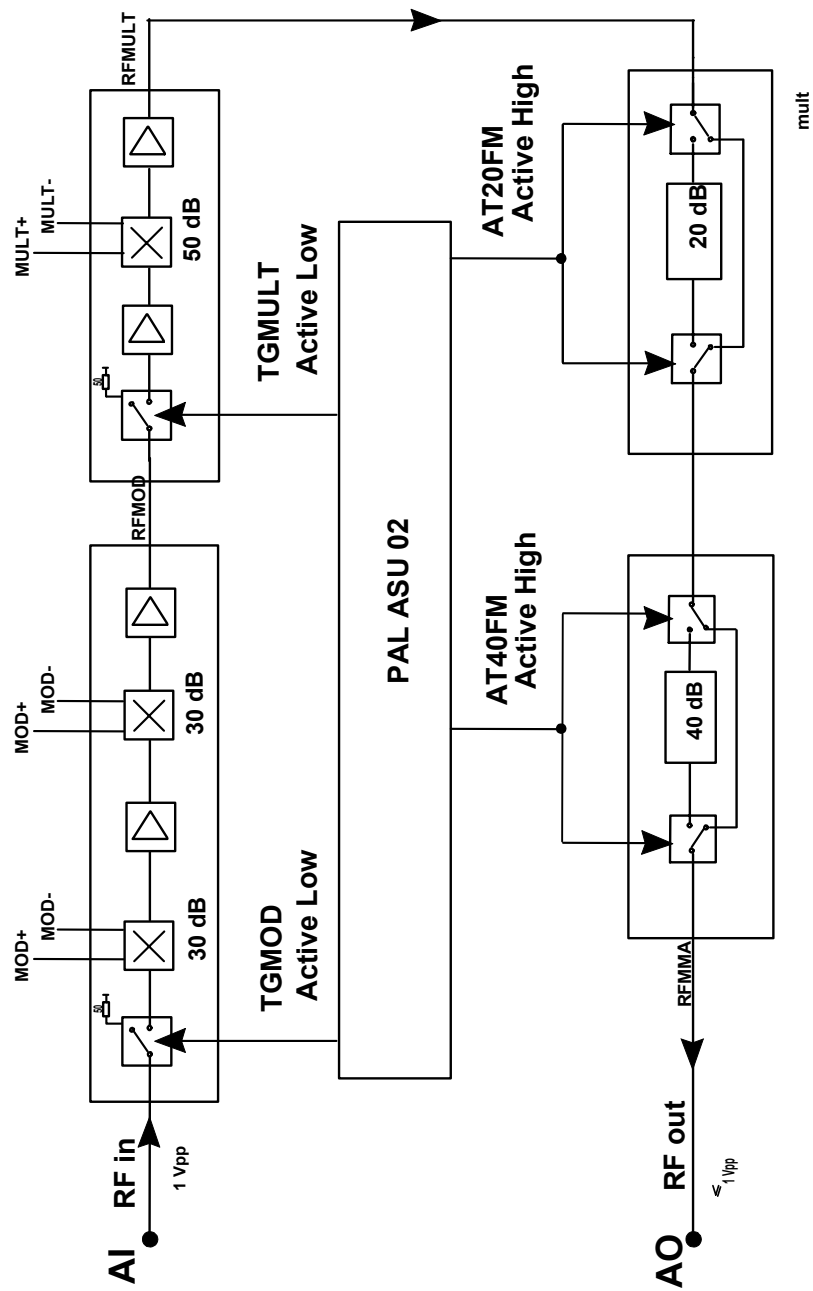 AI
RF in
1 Vpp
50
MOD+
MOD-
30 dB
MOD+
MOD-
30 dB
RFMOD
50
MULT+
MULT-
50 dB
RFMULT
TGMOD
Active Low
TGMULT
Active Low
PAL ASU 02
AT40FM
Active High
AT20FM
Active High
AO
RF out
≤ 1 Vpp
RFMMA
40 dB
20 dB
mult